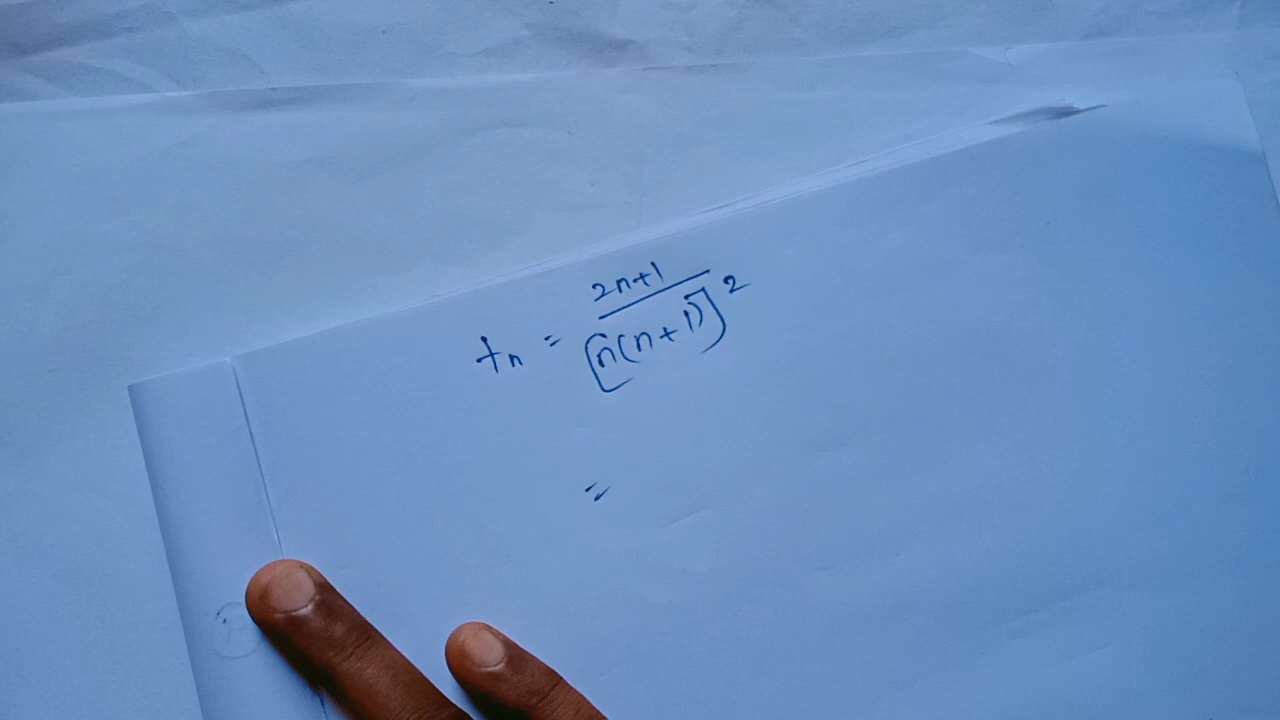 tn = 2n+1 / [n(n+1)]^2
=